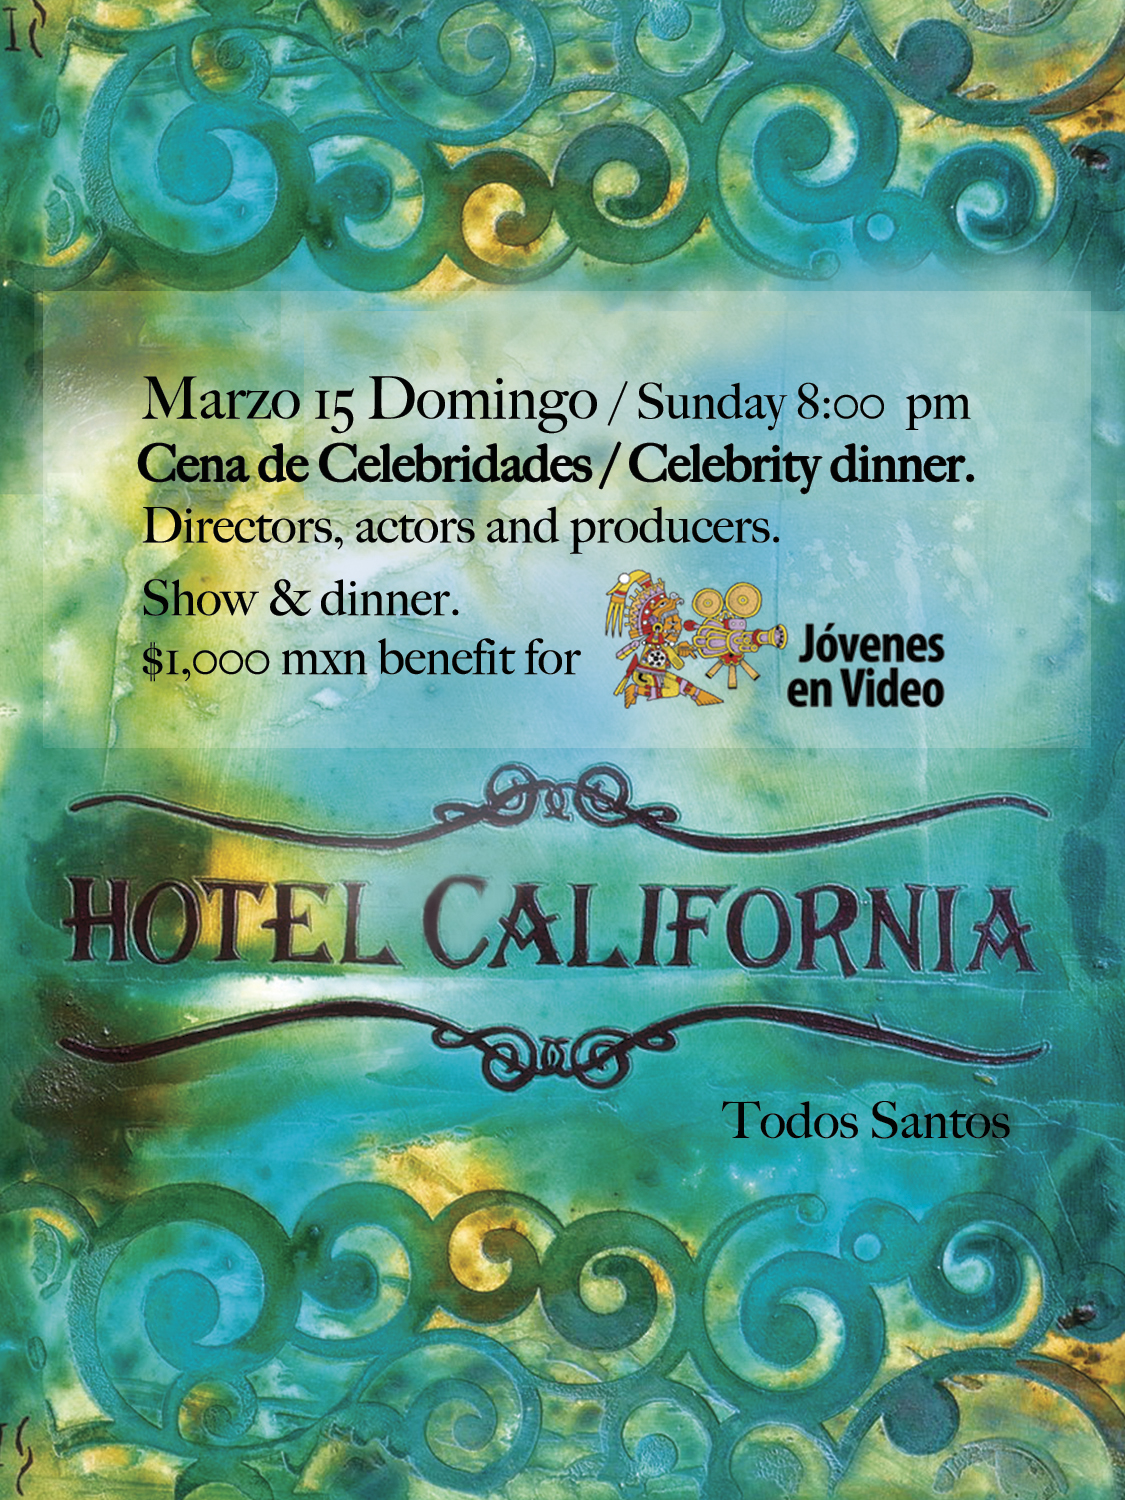 Marzo 15 Domingo / Sunday 8:00 pm
Cena de Celebridades / Celebrity dinner.
Directors, actors and producers.
Show & dinner.
$1,000 mxn benefit for
Jóvenes
en Video
HOTEL CALIFORNIA
Todos Santos